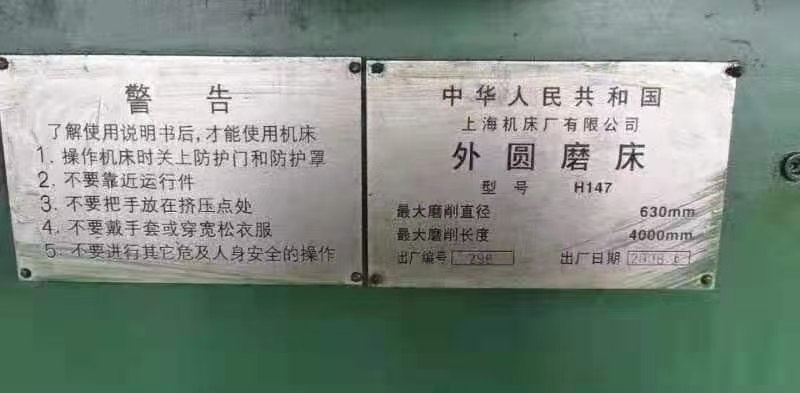 警 告
了解使用说明书后,才能使用机床
1. 操作机床时关上防护门和防护罩
2. 不要靠近运行件
3. 不要把手放在挤压点处
4. 不要戴手套或穿宽松衣服
5. 不要进行其它危及人身安全的操作
中华人民共和国
上海机床厂有限公司
外圆磨床
型号 H147
最大磨削直径 630mm
最大磨削长度 4000mm
出厂编号 298 出厂日期